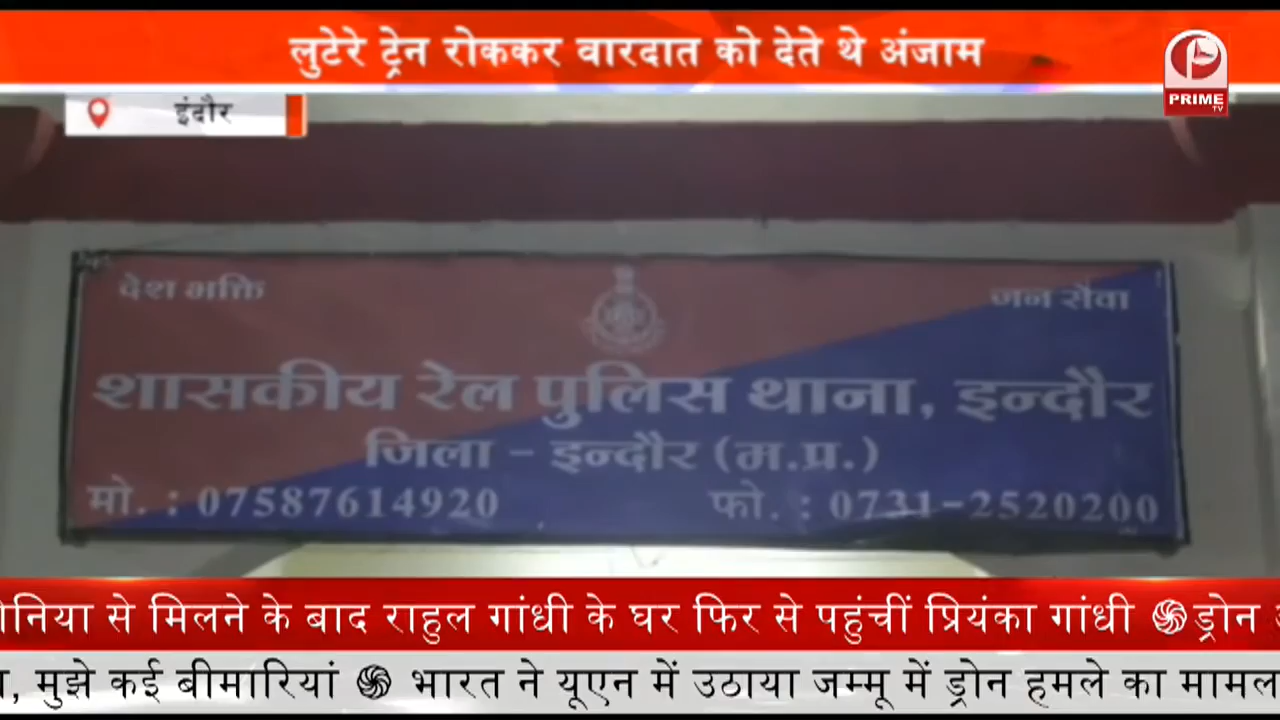 लुटेरे ट्रेन रोककर वारदात को देते थे अंजाम
PRIME
TV
इंदौर
देश भक्ति
जन सेवा
शासकीय रेल पुलिस थाना, इन्दौर
जिला - इन्दौर (म.प्र.)
मो. : 07587614920
फो. : 0731-2520200
से मिलने के बाद राहुल गांधी के घर फिर से पहुंचीं प्रियंका गांधी ड्रोन
मुझे कई बीमारियां भारत ने यूएन में उठाया जम्मू में ड्रोन हमले का